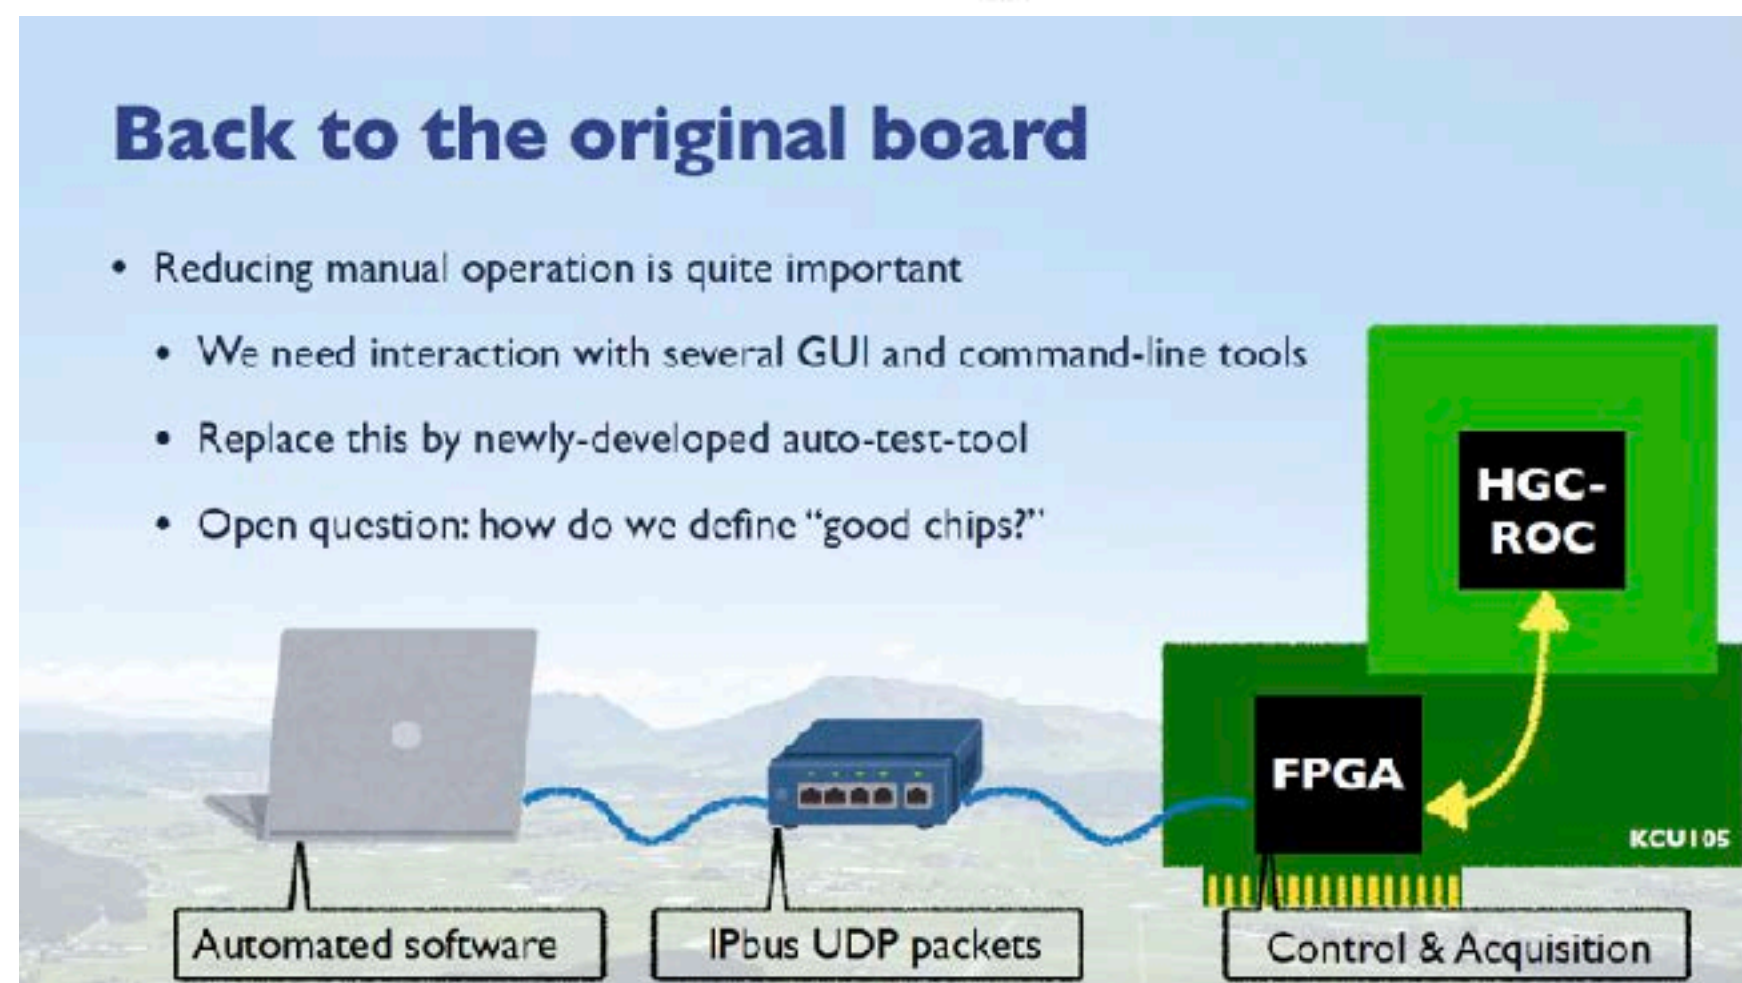 Back to the original board
• Reducing manual operation is quite important
• We need interaction with several GUI and command-line tools
• Replace this by newly-developed auto-test-tool
• Open question: how do we define “good chips?”
HGC-
ROC
FPGA
KCU105
Automated software
IPbus UDP packets
Control & Acquisition